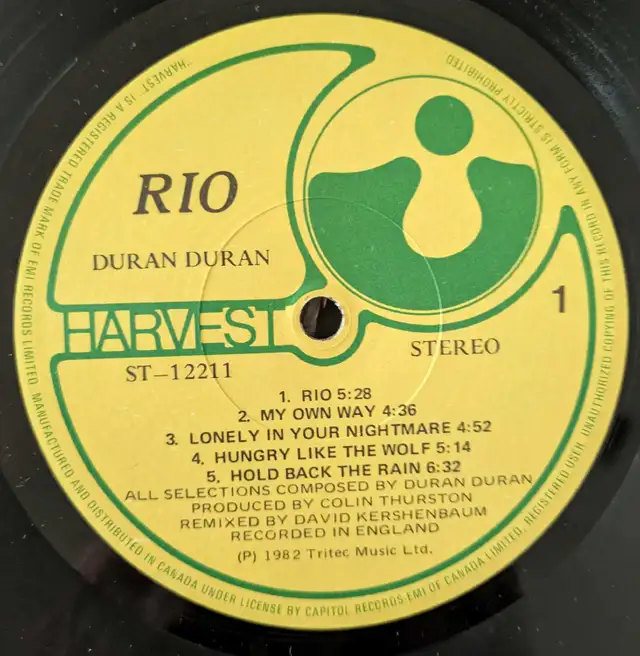 RIO
DURAN DURAN
HARVEST
ST–12211
STEREO
1
1. RIO 5:28
2. MY OWN WAY 4:36
3. LONELY IN YOUR NIGHTMARE 4:52
4. HUNGRY LIKE THE WOLF 5:14
5. HOLD BACK THE RAIN 6:32
ALL SELECTIONS COMPOSED BY DURAN DURAN
PRODUCED BY COLIN THURSTON
REMIXED BY DAVID KERSHENBAUM
RECORDED IN ENGLAND
(P) 1982 Tritec Music Ltd.
"HARVEST" IS A REGISTERED TRADE MARK OF EMI RECORDS LIMITED. MANUFACTURED AND DISTRIBUTED IN CANADA UNDER LICENSE BY CAPITOL RECORDS-EMI OF CANADA LIMITED, REGISTERED USER. UNAUTHORIZED COPYING OF THIS RECORD IN ANY FORM IS STRICTLY PROHIBITED